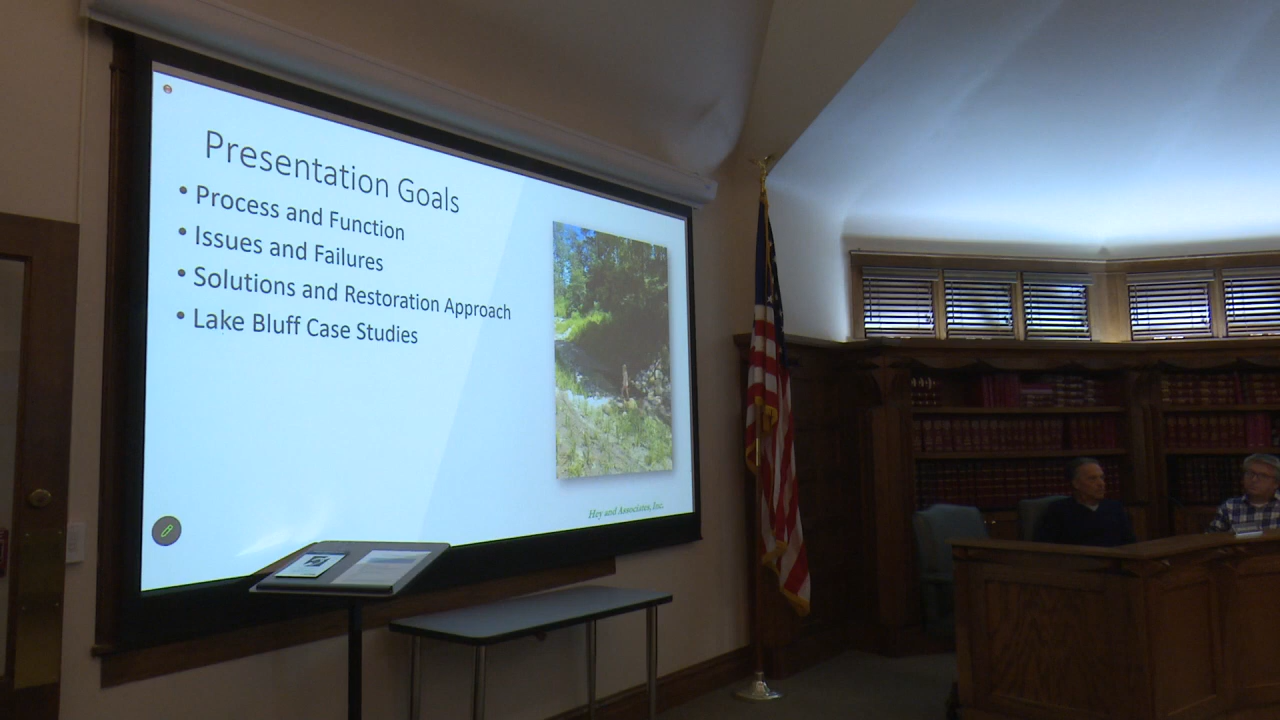 Presentation Goals
• Process and Function
• Issues and Failures
• Solutions and Restoration Approach
• Lake Bluff Case Studies
Hey and Associates, Inc.